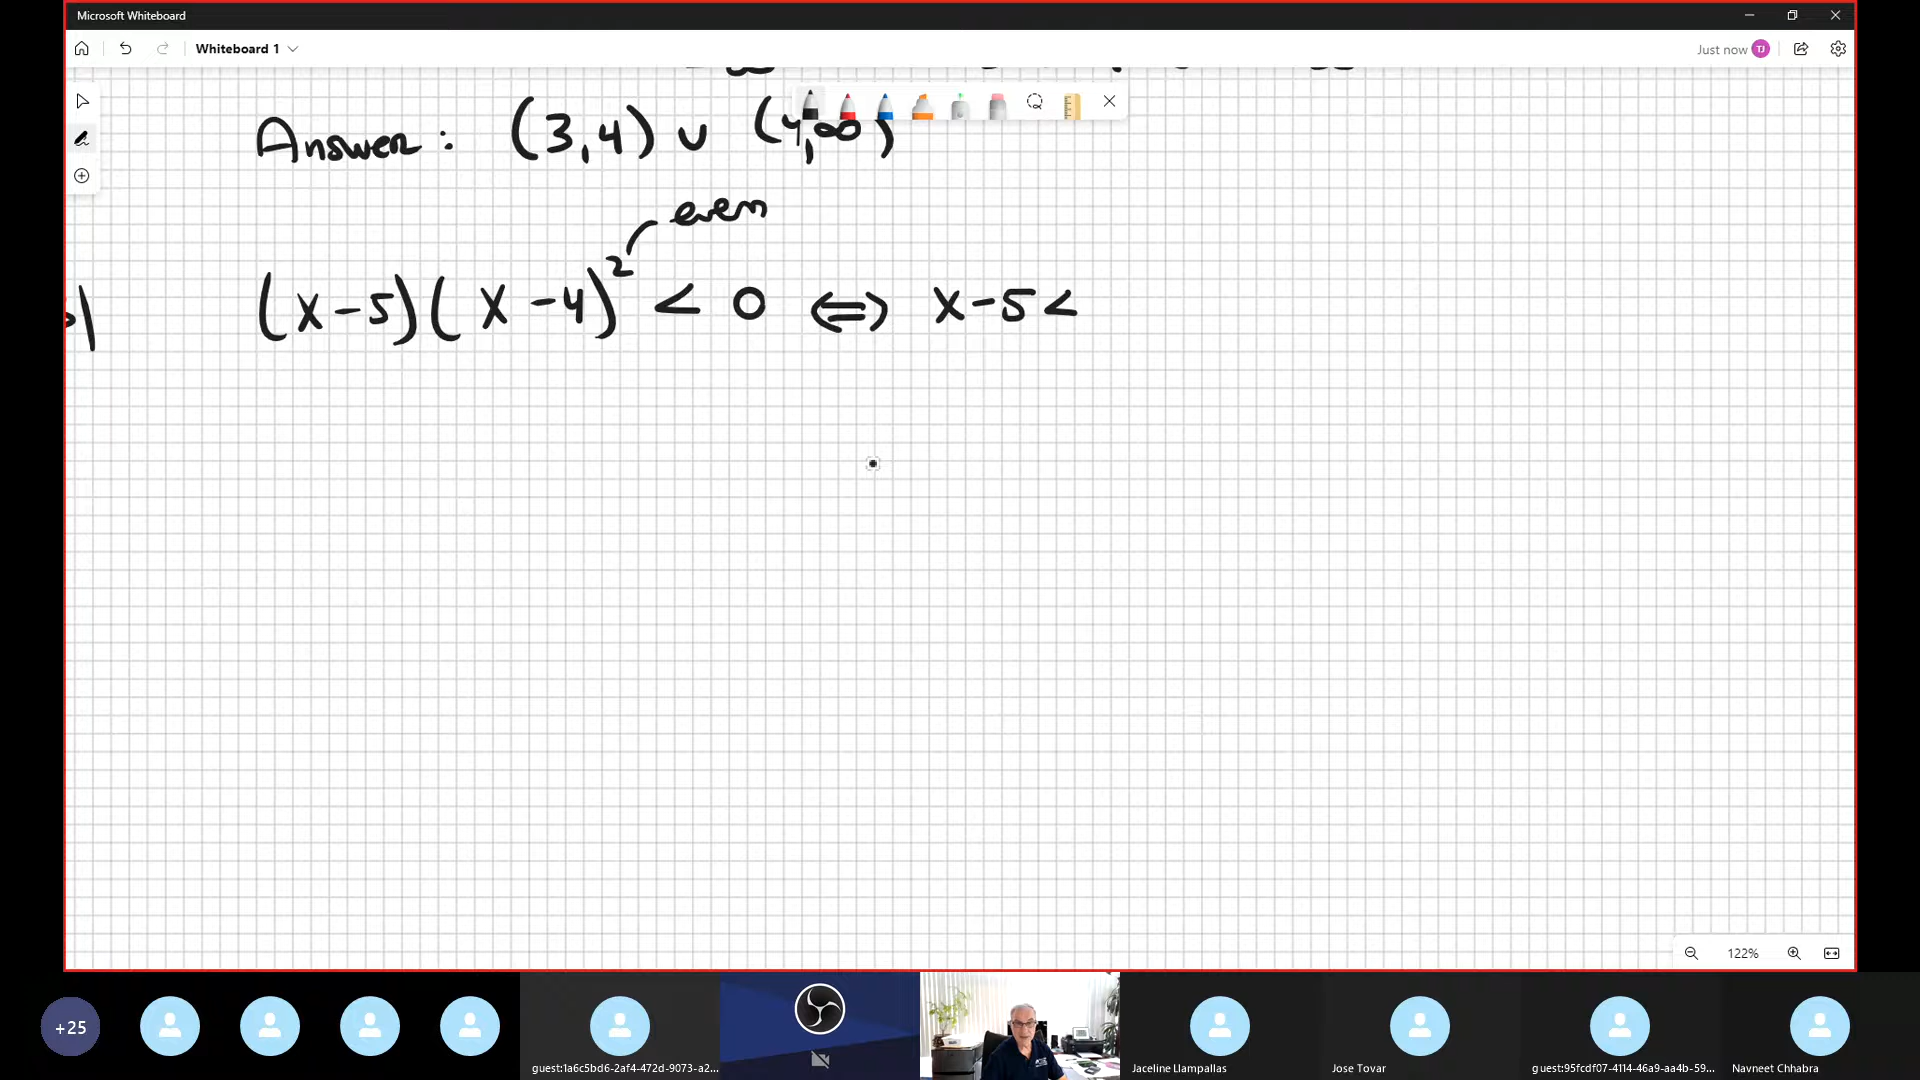 Microsoft Whiteboard
Whiteboard 1
Just now TJ
Answer : (3,4) ∪ (4,∞)
even
(x-5)(x-4)² < 0 ⇔ x-5<
122%
+25
guest:1a6c5bd6-2af4-472d-9073-a2...
Jaceline Llampallas
Jose Tovar
guest:95fcdf07-4114-46a9-aa4b-59...
Navneet Chhabra